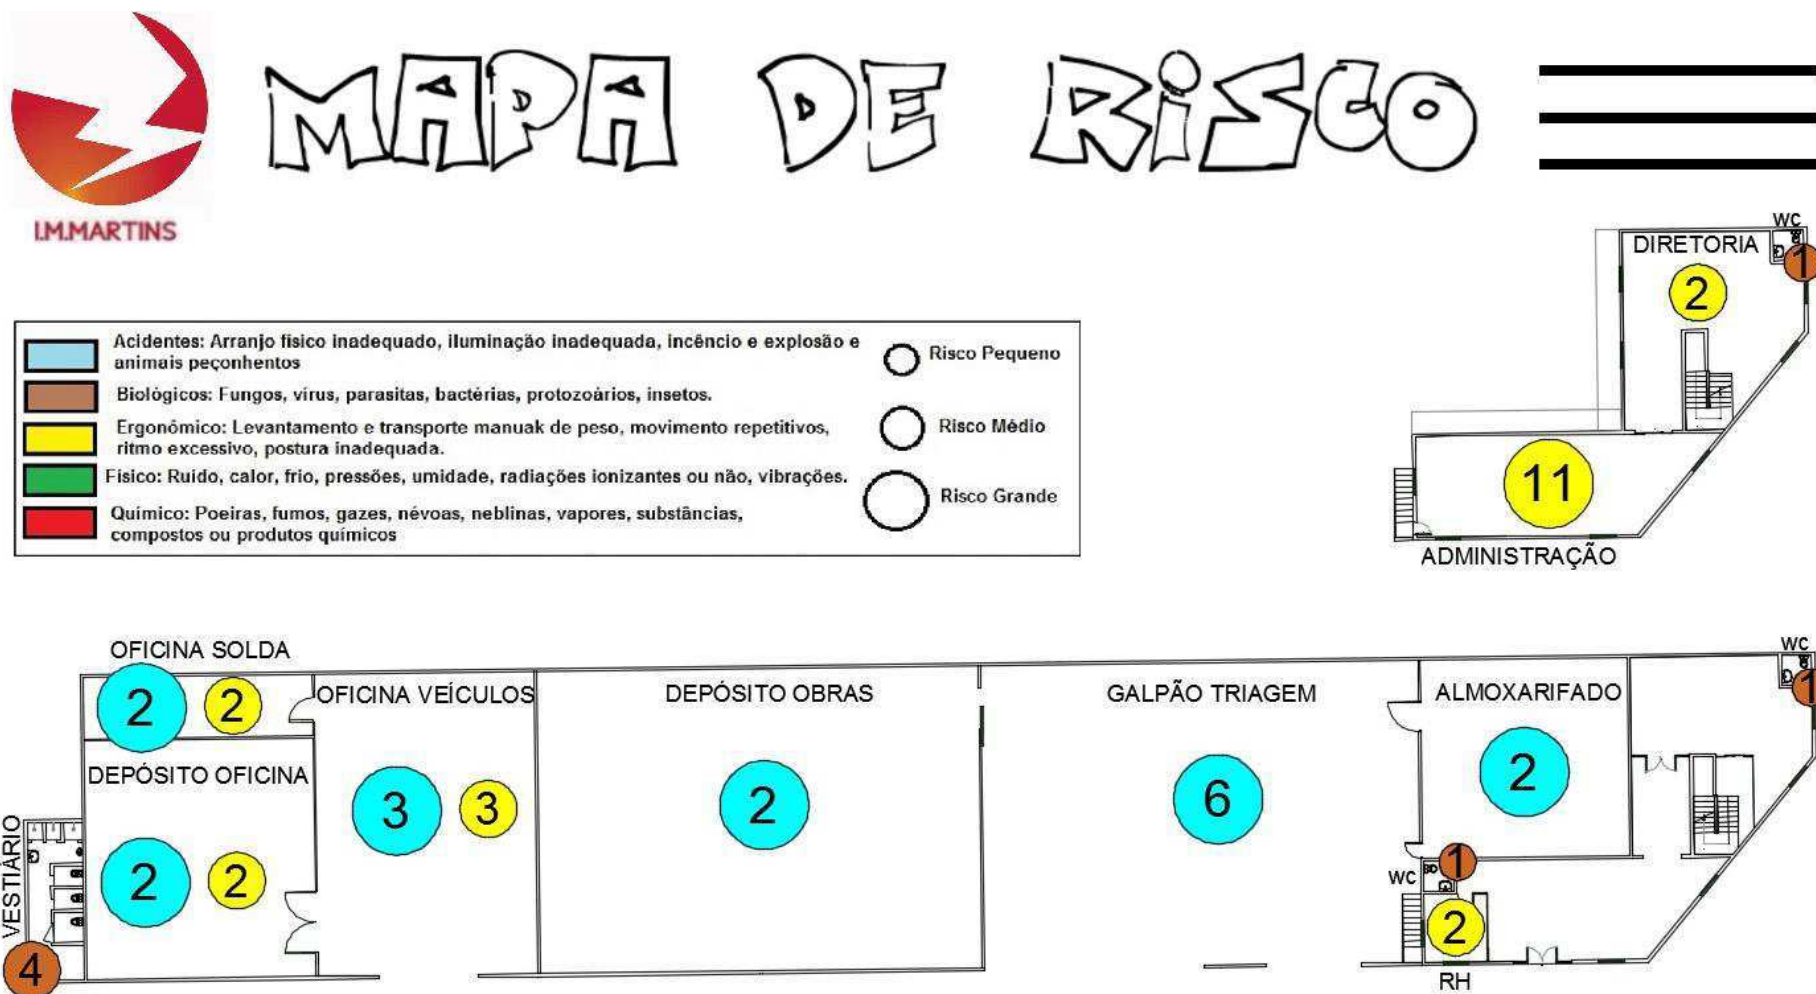 MAPA DE RISCO
I.M.MARTINS
WC
DIRETORIA
1
2
Acidentes: Arranjo físico inadequado, iluminação inadequada, incêncio e explosão e
animais peçonhentos
Biológicos: Fungos, vírus, parasitas, bactérias, protozoários, insetos.
Ergonômico: Levantamento e transporte manuak de peso, movimento repetitivos,
ritmo excessivo, postura inadequada.
Físico: Ruído, calor, frio, pressões, umidade, radiações ionizantes ou não, vibrações.
Químico: Poeiras, fumos, gazes, névoas, neblinas, vapores, substâncias,
compostos ou produtos químicos
Risco Pequeno
Risco Médio
Risco Grande
11
ADMINISTRAÇÃO
OFICINA SOLDA
2
2
OFICINA VEÍCULOS
DEPÓSITO OBRAS
GALPÃO TRIAGEM
ALMOXARIFADO
WC
1
DEPÓSITO OFICINA
3
3
2
6
2
VESTIÁRIO
2
2
WC
1
2
4
RH